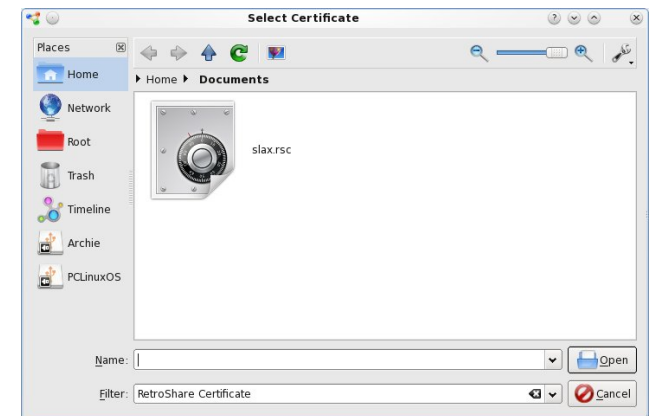 Select Certificate
Places
Home
Network
Root
Trash
Timeline
Archie
PCLinuxOS
Home Documents
slax.rsc
Name:
Open
Filter: RetroShare Certificate
Cancel